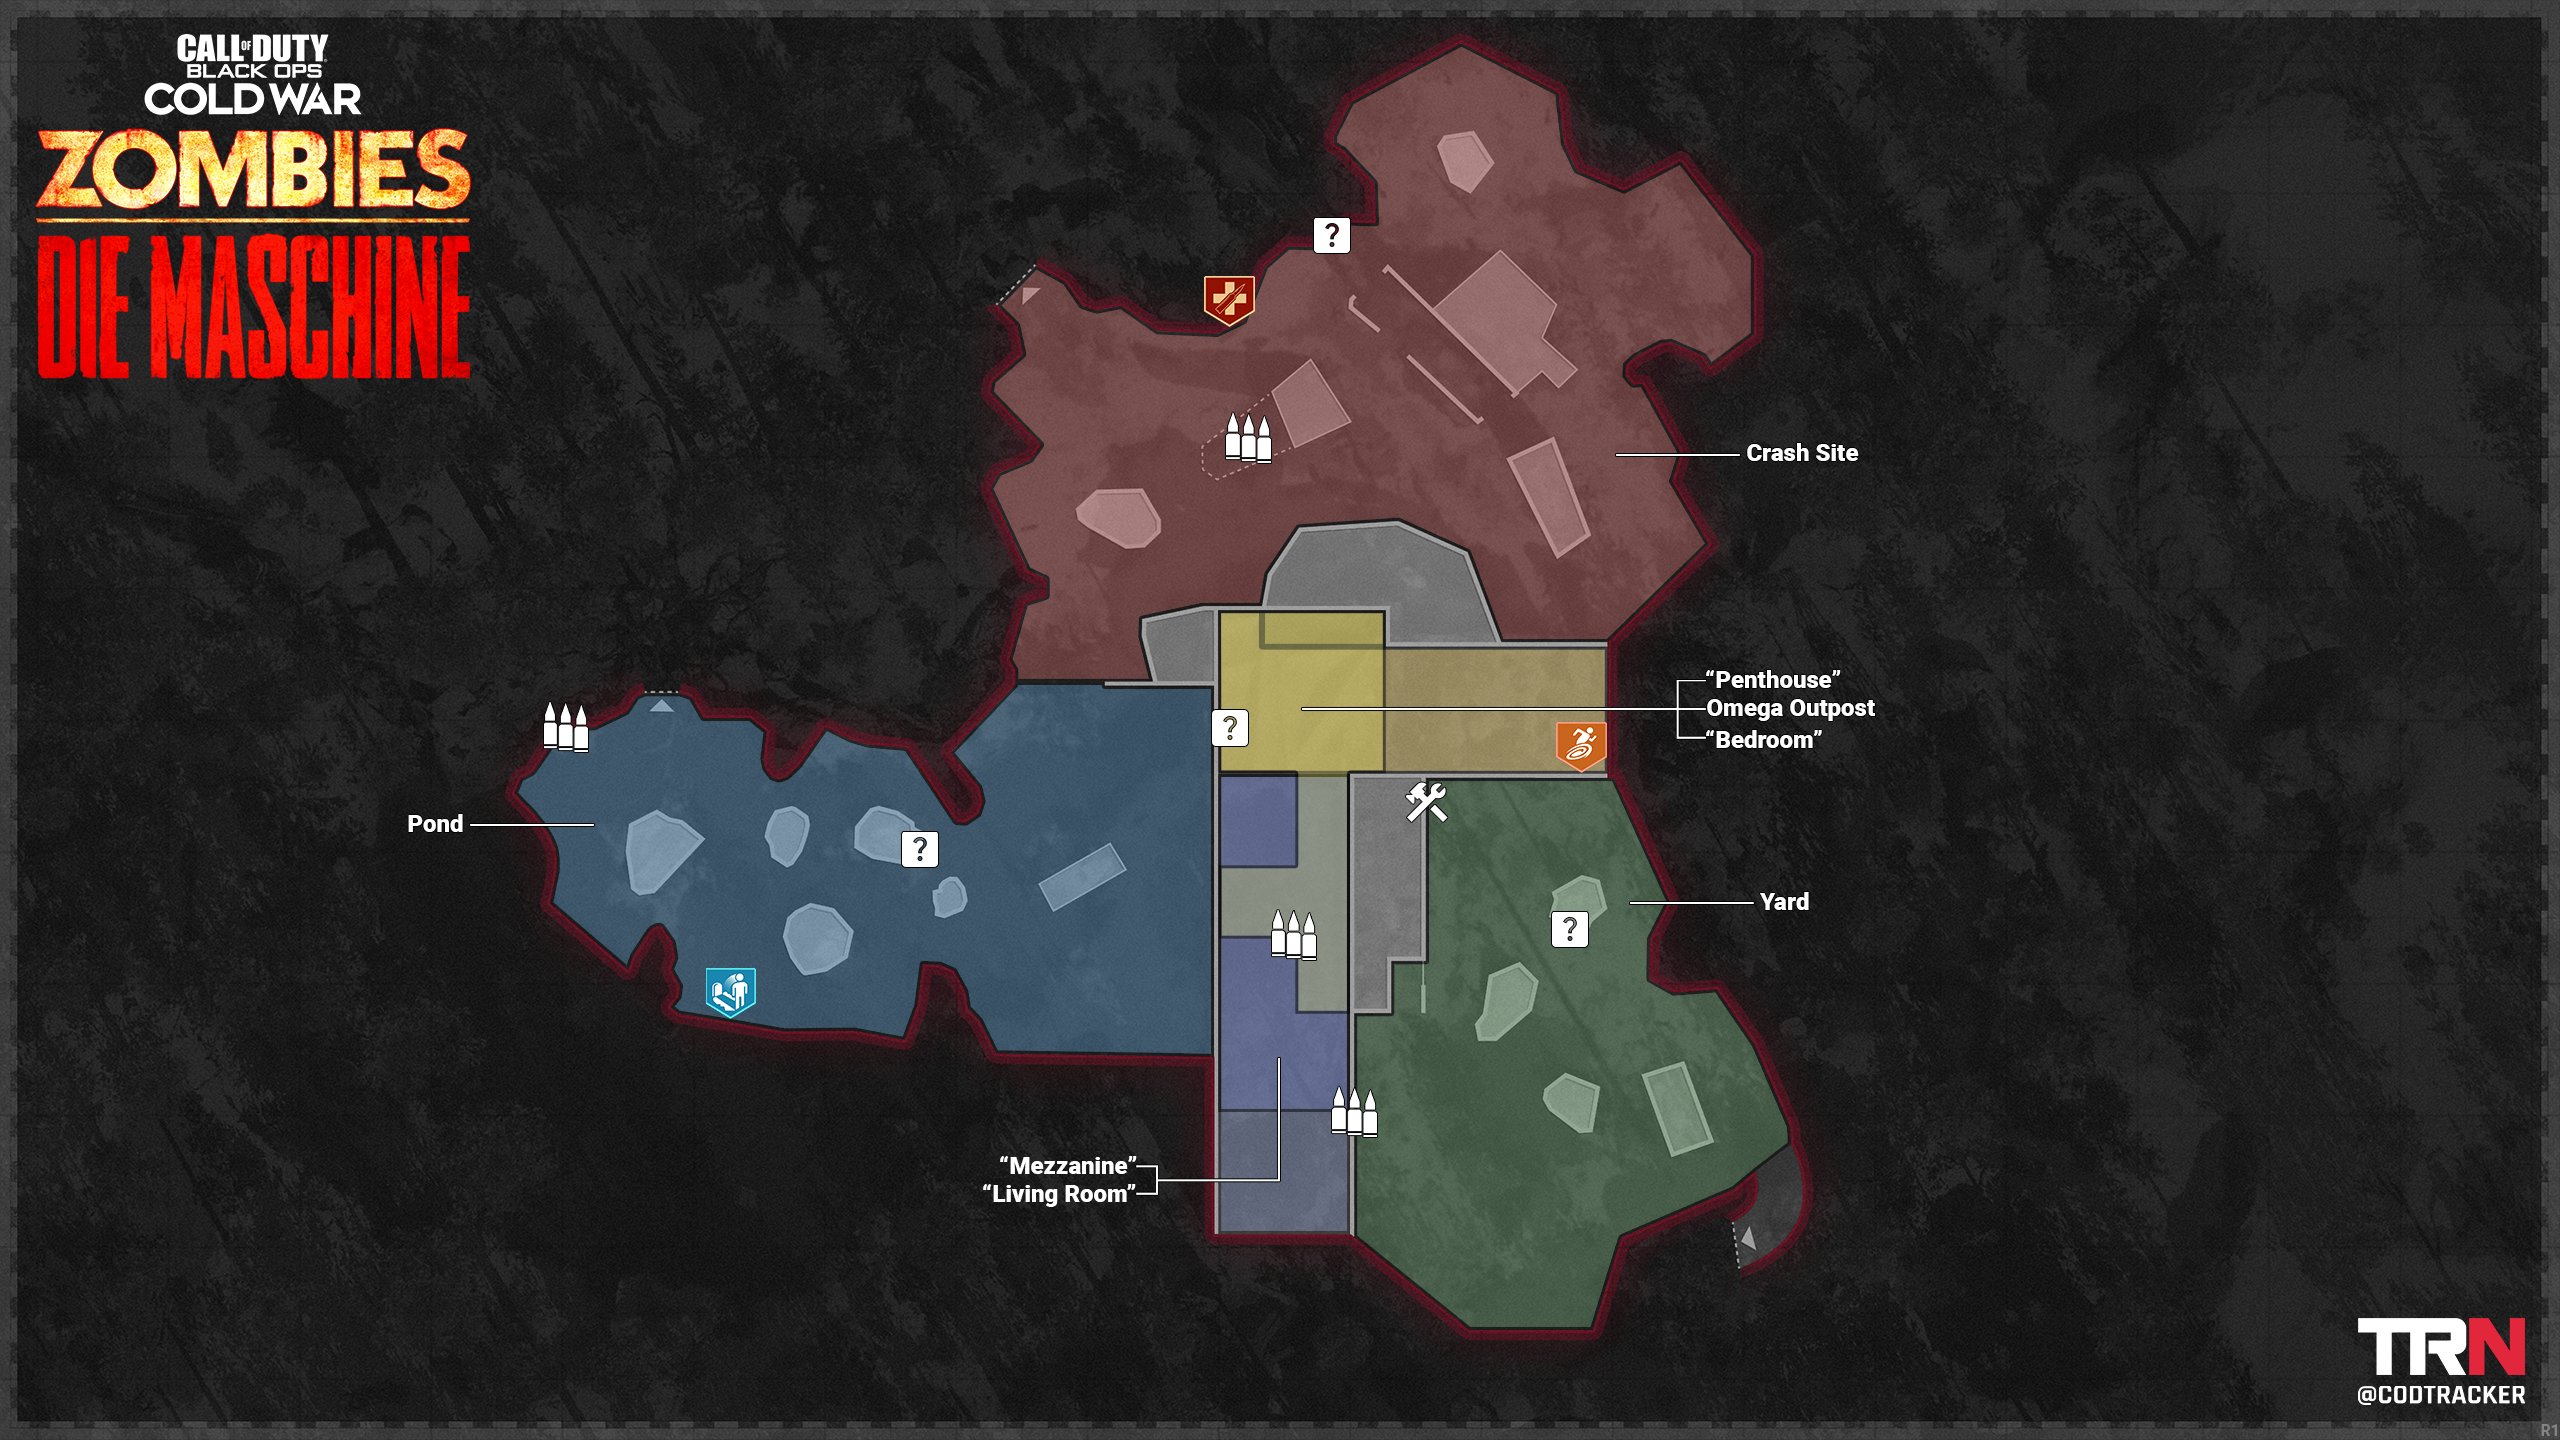 CALL OF DUTY
BLACK OPS
COLD WAR
ZOMBIES
DIE MASCHINE
?
Crash Site
“Penthouse”
Omega Outpost
“Bedroom”
?
Pond
?
Yard
?
“Mezzanine”
“Living Room”
TRN
@CODTRACKER
R1